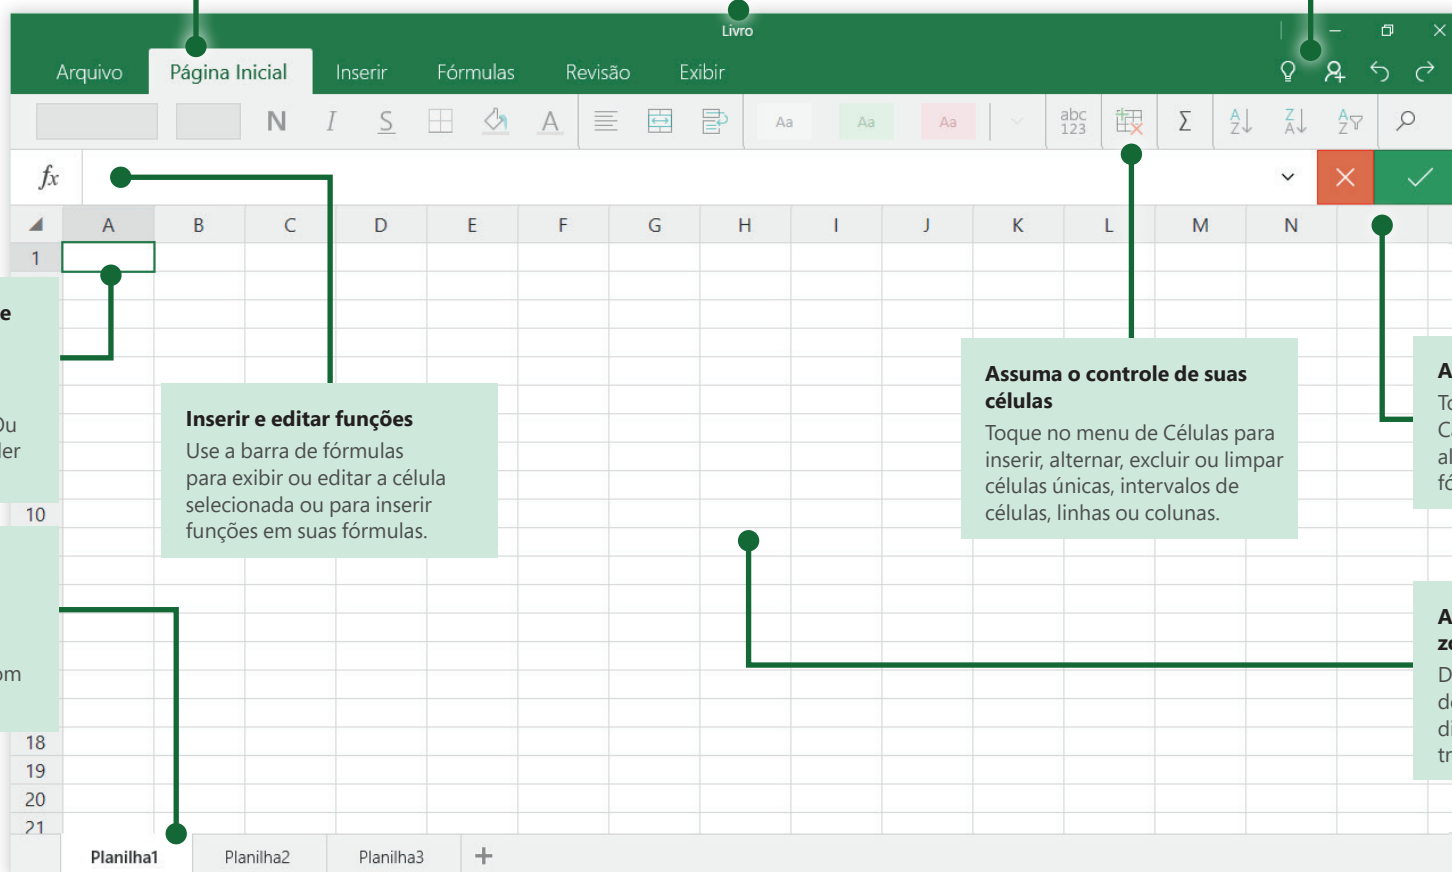 Livro
Arquivo Página Inicial Inserir Fórmulas Revisão Exibir
N I S A Aa Aa Aa abc 123 Σ A Z Z A A Z
fx
A B C D E F G H I J K L M N
1
e
Ou
Inserir e editar funções
Use a barra de fórmulas
para exibir ou editar a célula
selecionada ou para inserir
funções em suas fórmulas.
Assuma o controle de suas
células
Toque no menu de Células para
inserir, alternar, excluir ou limpar
células únicas, intervalos de
células, linhas ou colunas.
10
18
19
20
21
Planilha1 Planilha2 Planilha3 +